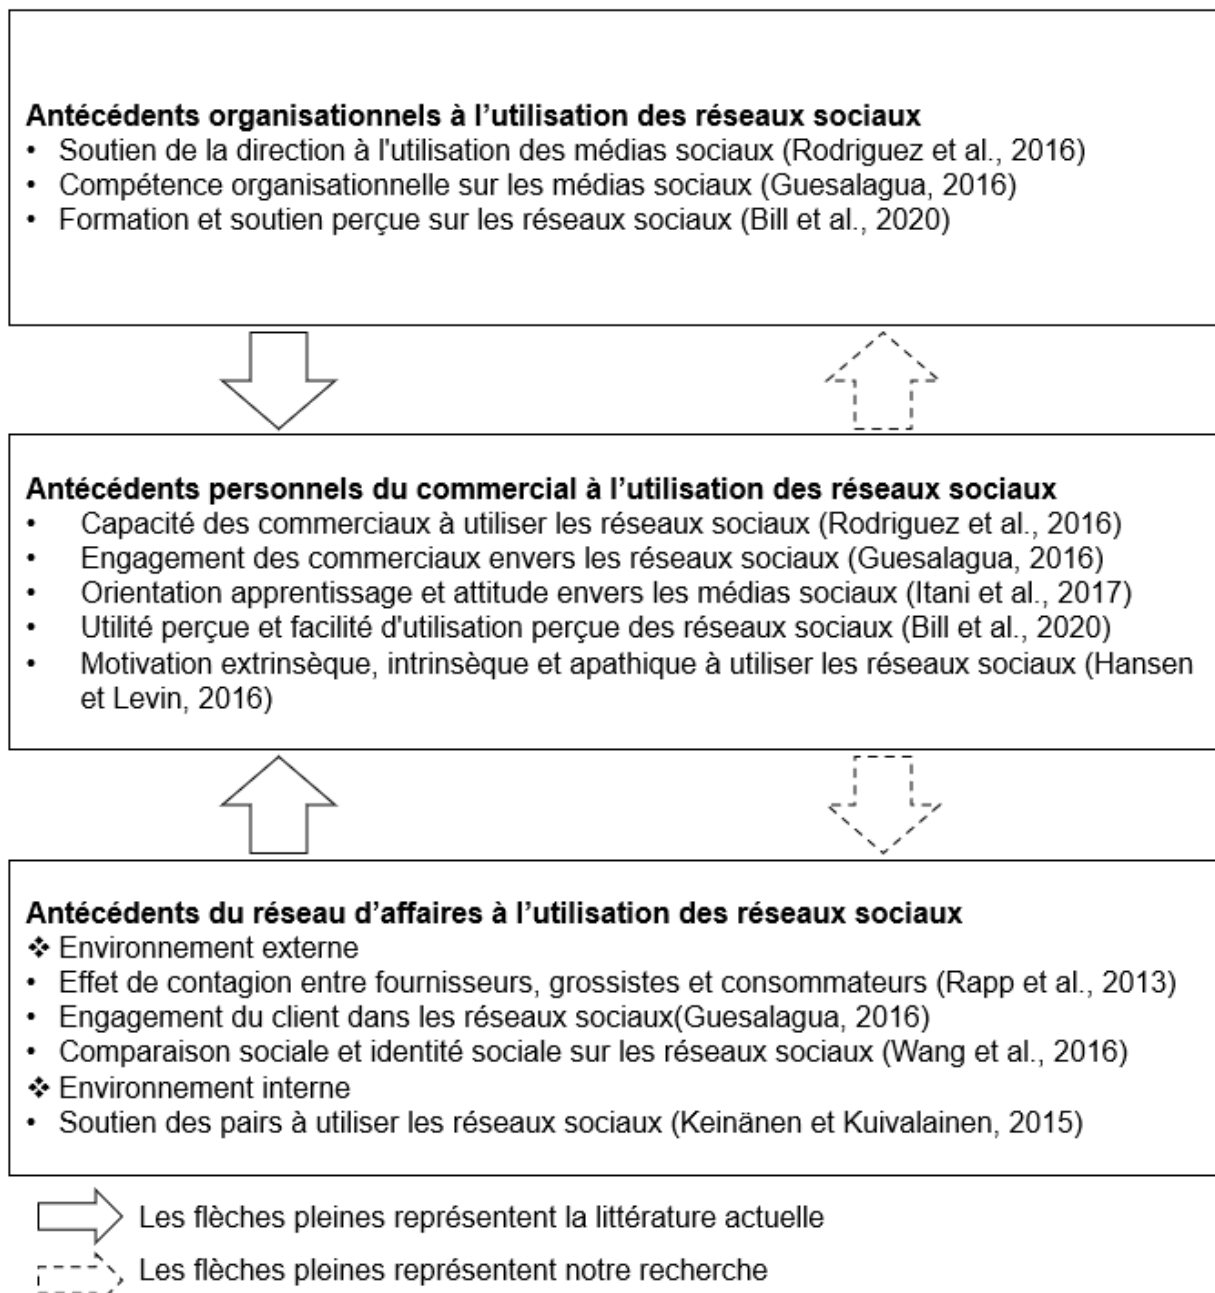 Antécédents organisationnels à l’utilisation des réseaux sociaux
• Soutien de la direction à l'utilisation des médias sociaux (Rodriguez et al., 2016)
• Compétence organisationnelle sur les médias sociaux (Guesalagua, 2016)
• Formation et soutien perçue sur les réseaux sociaux (Bill et al., 2020)
Antécédents personnels du commercial à l’utilisation des réseaux sociaux
• Capacité des commerciaux à utiliser les réseaux sociaux (Rodriguez et al., 2016)
• Engagement des commerciaux envers les réseaux sociaux (Guesalagua, 2016)
• Orientation apprentissage et attitude envers les médias sociaux (Itani et al., 2017)
• Utilité perçue et facilité d'utilisation perçue des réseaux sociaux (Bill et al., 2020)
• Motivation extrinsèque, intrinsèque et apathique à utiliser les réseaux sociaux (Hansen
et Levin, 2016)
Antécédents du réseau d’affaires à l’utilisation des réseaux sociaux
❖ Environnement externe
• Effet de contagion entre fournisseurs, grossistes et consommateurs (Rapp et al., 2013)
• Engagement du client dans les réseaux sociaux(Guesalagua, 2016)
• Comparaison sociale et identité sociale sur les réseaux sociaux (Wang et al., 2016)
❖ Environnement interne
• Soutien des pairs à utiliser les réseaux sociaux (Keinänen et Kuivalainen, 2015)
Les flèches pleines représentent la littérature actuelle
Les flèches pleines représentent notre recherche